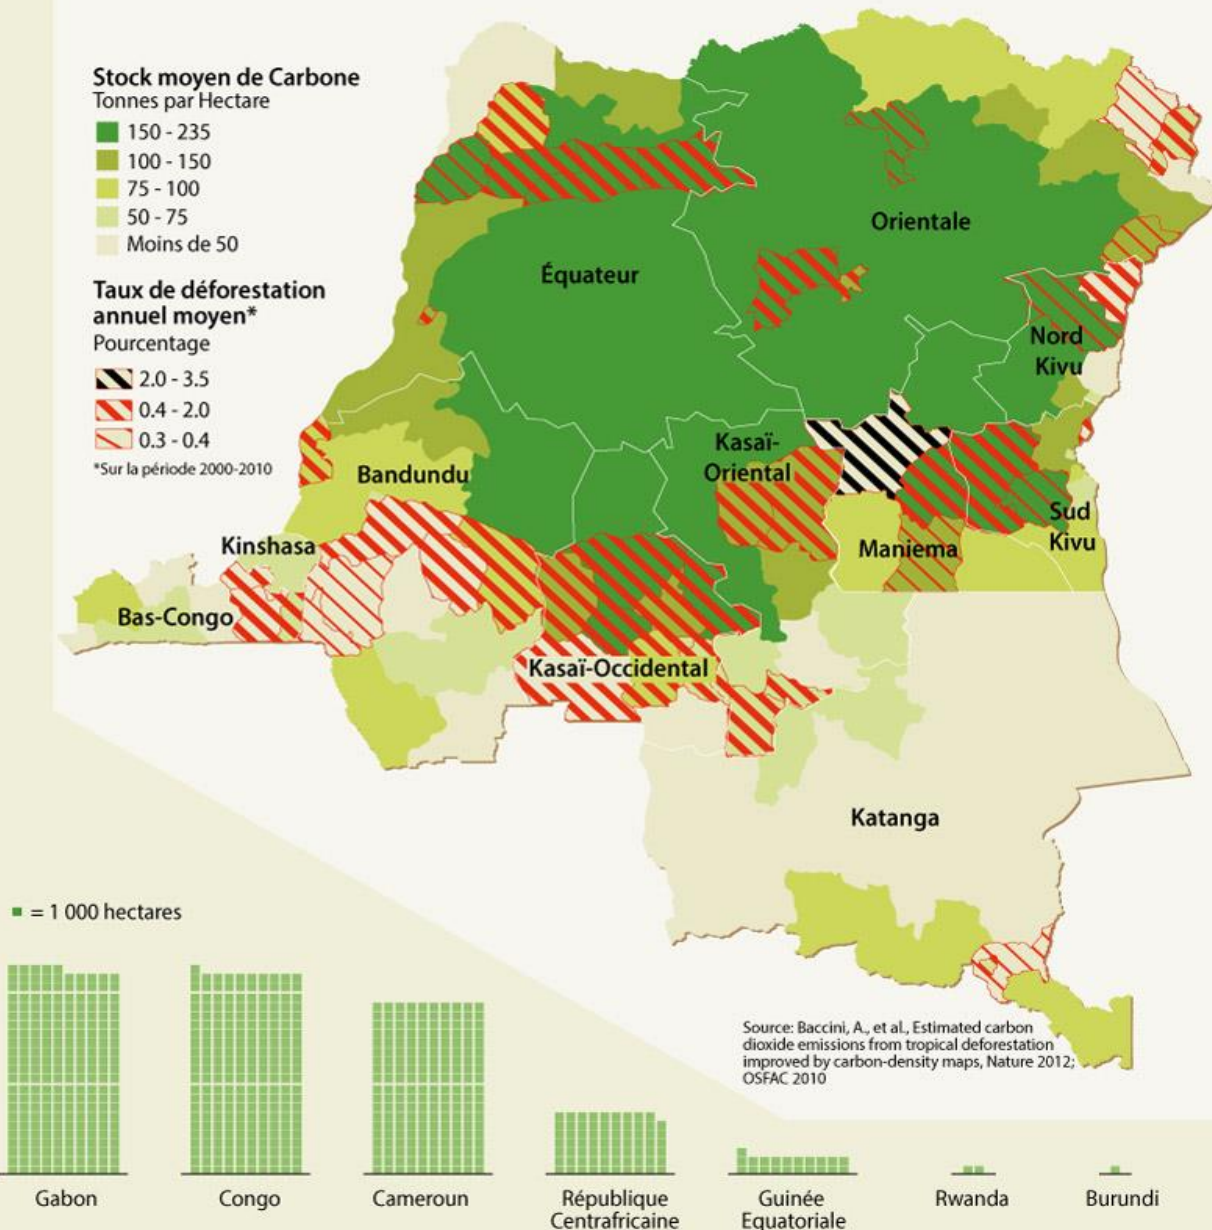 Stock moyen de Carbone
Tonnes par Hectare
150 - 235
100 - 150
75 - 100
50 - 75
Moins de 50
Taux de déforestation
annuel moyen*
Pourcentage
2.0 - 3.5
0.4 - 2.0
0.3 - 0.4
*Sur la période 2000-2010
Équateur
Orientale
Nord
Kivu
Kasaï-
Oriental
Bandundu
Sud
Kivu
Kinshasa
Maniema
Bas-Congo
Kasaï-Occidental
Katanga
= 1 000 hectares
Source: Baccini, A., et al., Estimated carbon
dioxide emissions from tropical deforestation
improved by carbon-density maps, Nature 2012;
OSFAC 2010
Gabon
Congo
Cameroun
République
Centrafricaine
Guinée
Equatoriale
Rwanda
Burundi